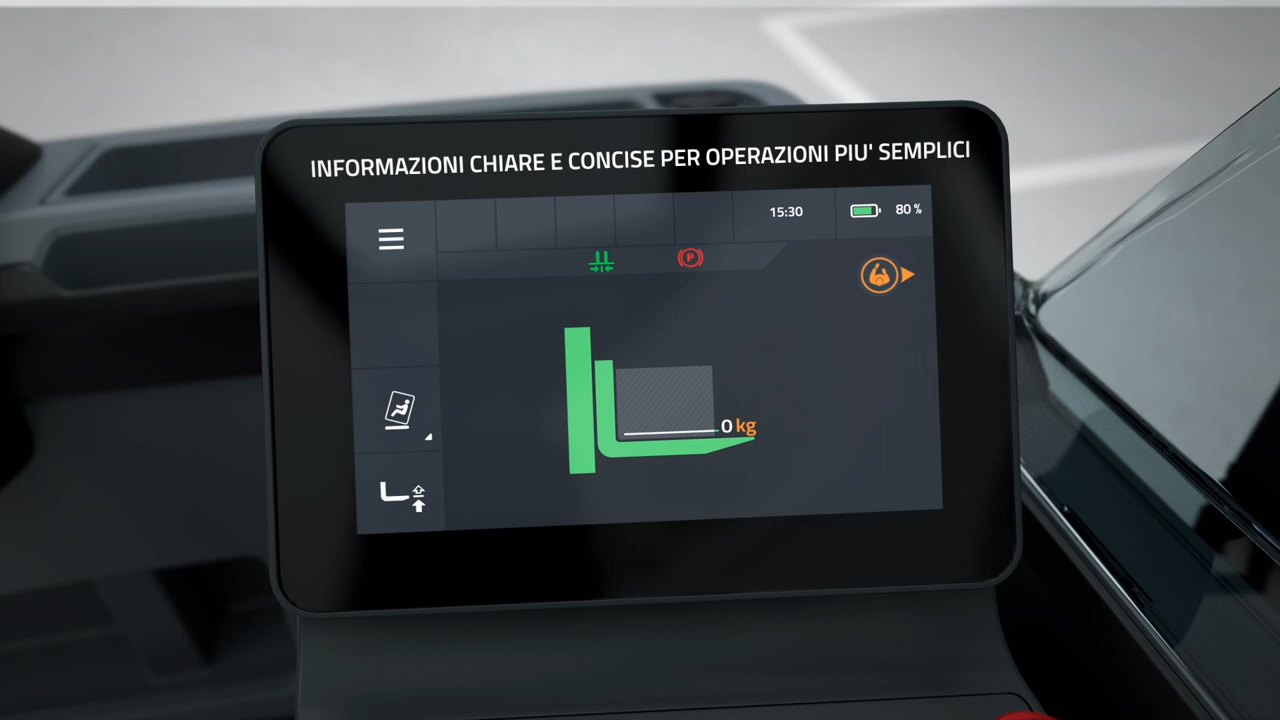 INFORMAZIONI CHIARE E CONCISE PER OPERAZIONI PIU' SEMPLICI
15:30
80 %
P
0 kg